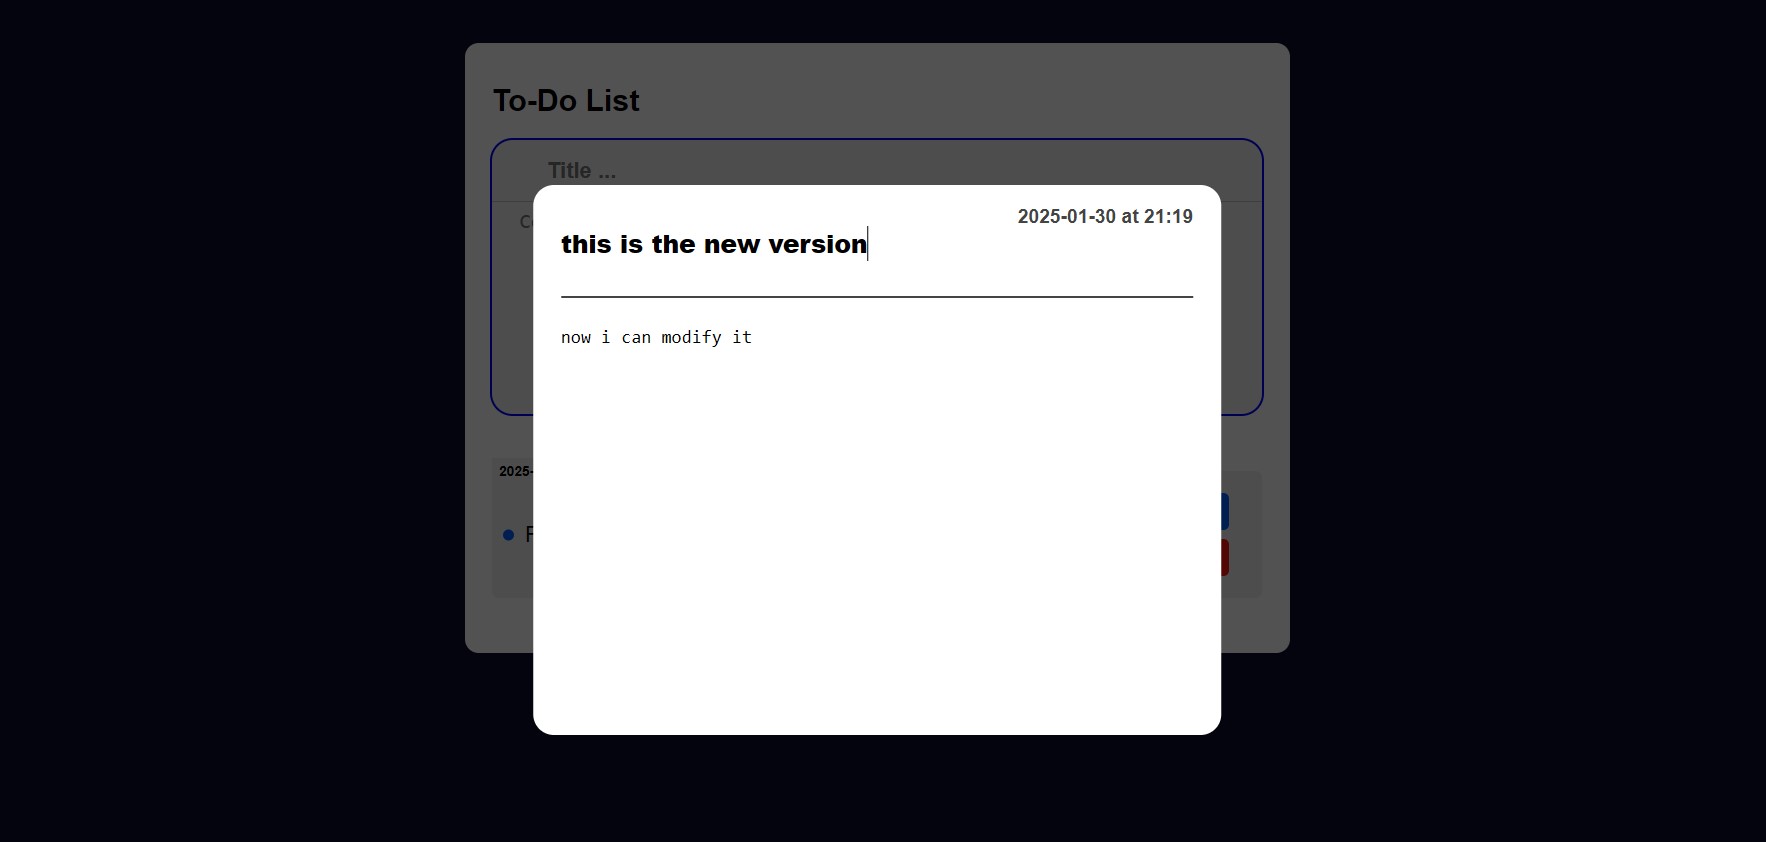 To-Do List
Title ...
2025-01-30 at 21:19
this is the new version
now i can modify it
2025-